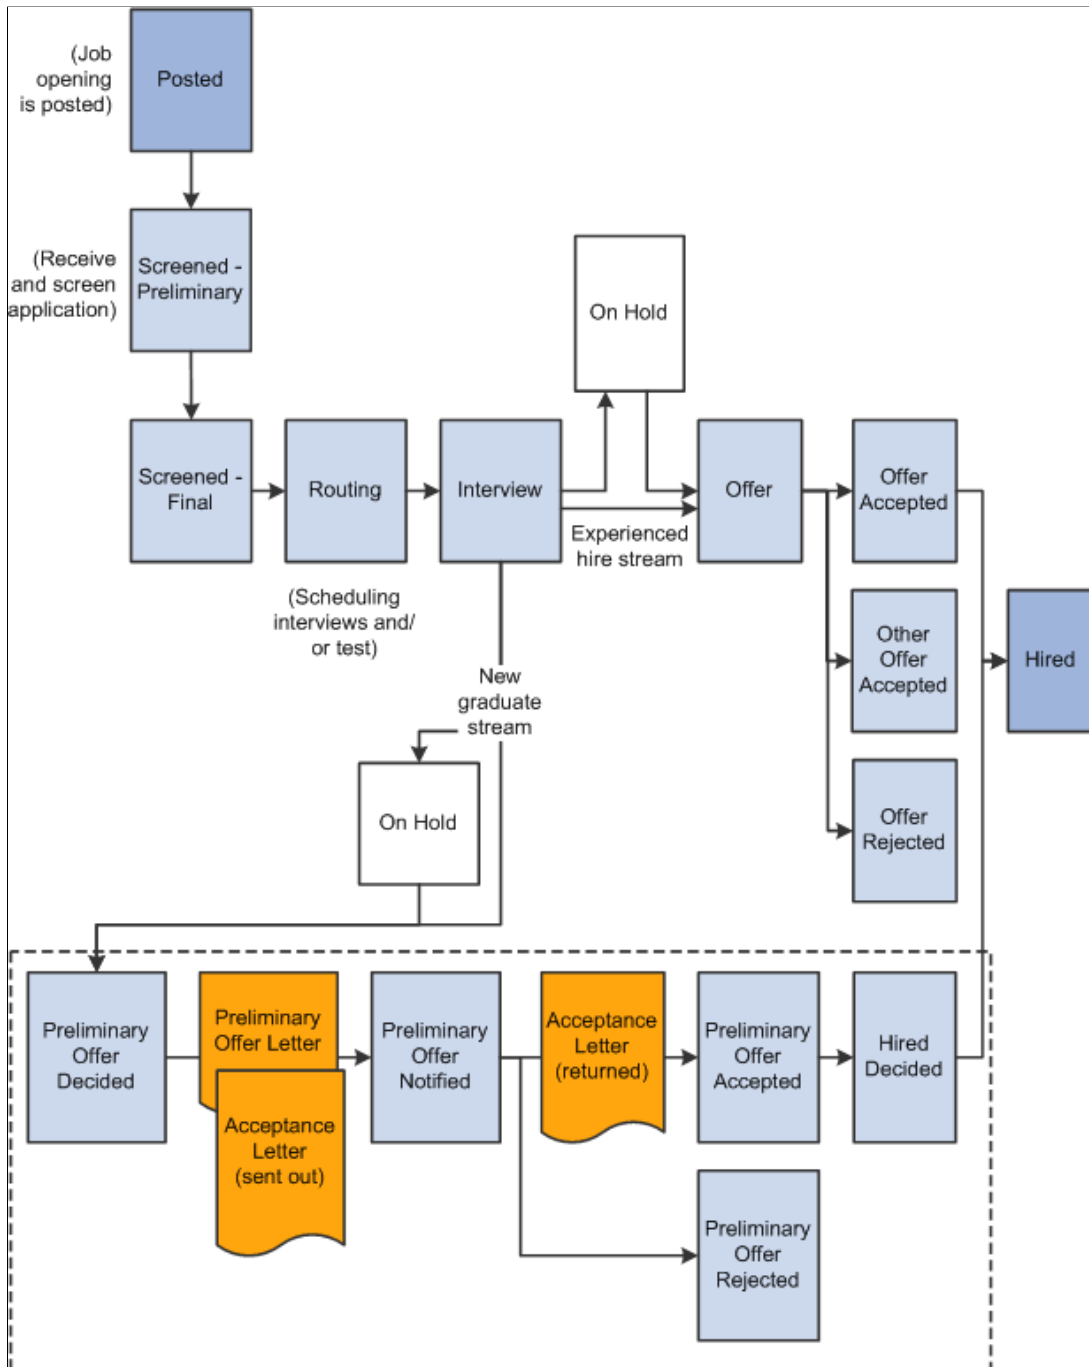 (Job
opening
is posted)
Posted
(Receive
and screen
application)
Screened -
Preliminary
On Hold
Screened -
Final
Routing
Interview
Offer
Offer
Accepted
Experienced
hire stream
(Scheduling
interviews and/
or test)
Other
Offer
Accepted
Hired
New
graduate
stream
On Hold
Offer
Rejected
Preliminary
Offer
Decided
Preliminary
Offer Letter
Acceptance
Letter
(sent out)
Preliminary
Offer
Notified
Acceptance
Letter
(returned)
Preliminary
Offer
Accepted
Hired
Decided
Preliminary
Offer
Rejected